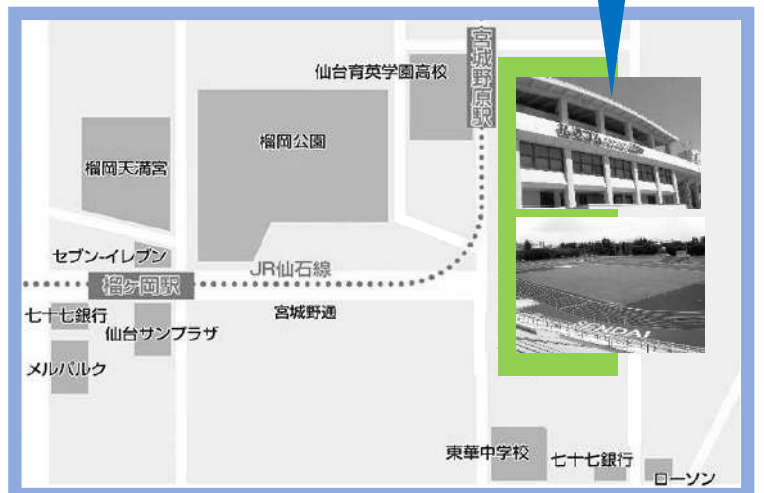 仙台育英学園高校
宮城野原駅
榴岡公園
榴岡天満宮
セブン-イレブン
榴ヶ岡駅
JR仙石線
宮城野通
七十七銀行
仙台サンプラザ
メルパルク
SENDAI
東華中学校
七十七銀行
ローソン